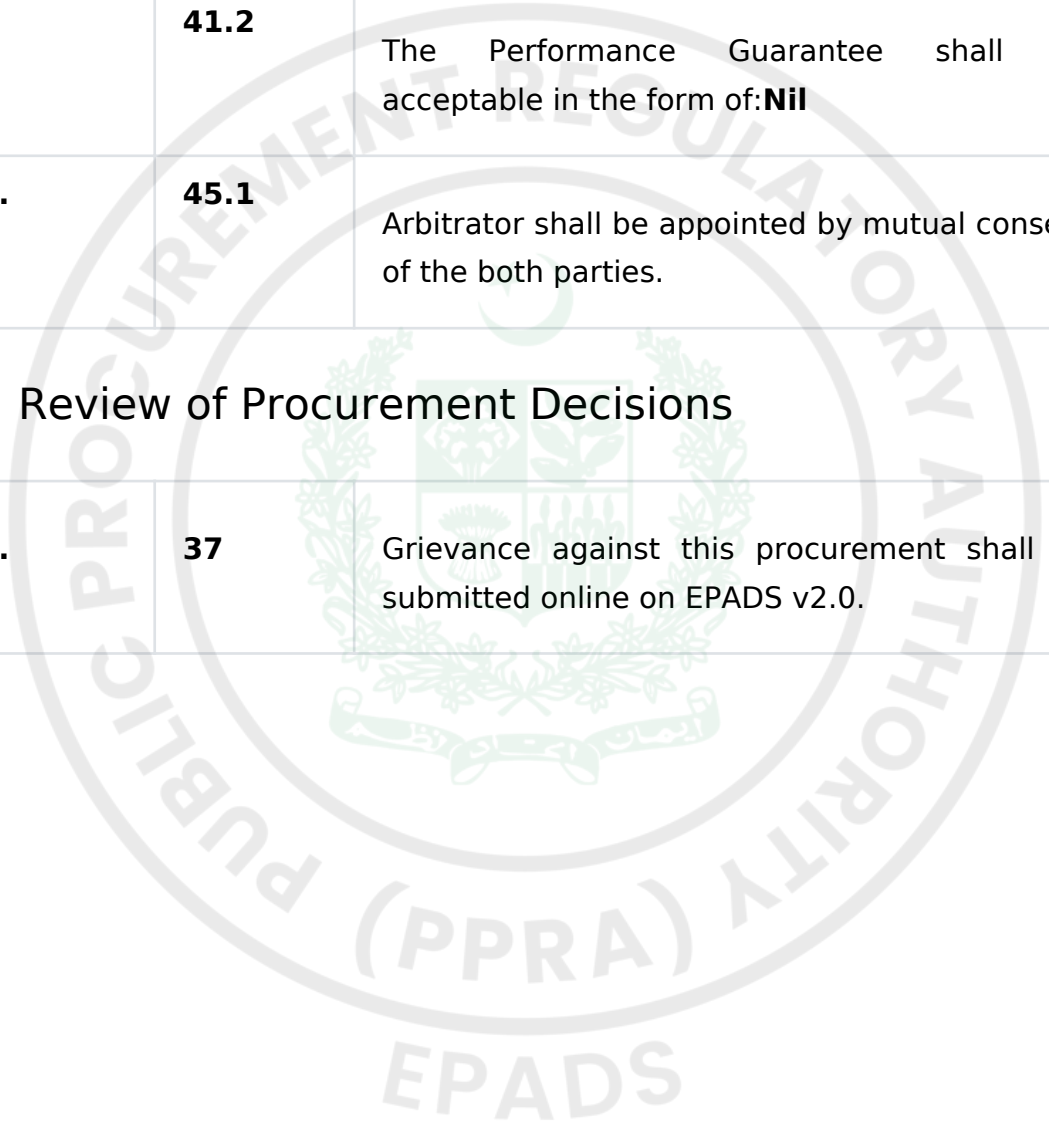 41.2
The Performance Guarantee shall
acceptable in the form of:Nil
. 45.1
Arbitrator shall be appointed by mutual conse
of the both parties.
Review of Procurement Decisions
. 37 Grievance against this procurement shall
submitted online on EPADS v2.0.
PUBLIC PROCUREMENT REGULATORY AUTHORITY
(PPRA)
EPADS